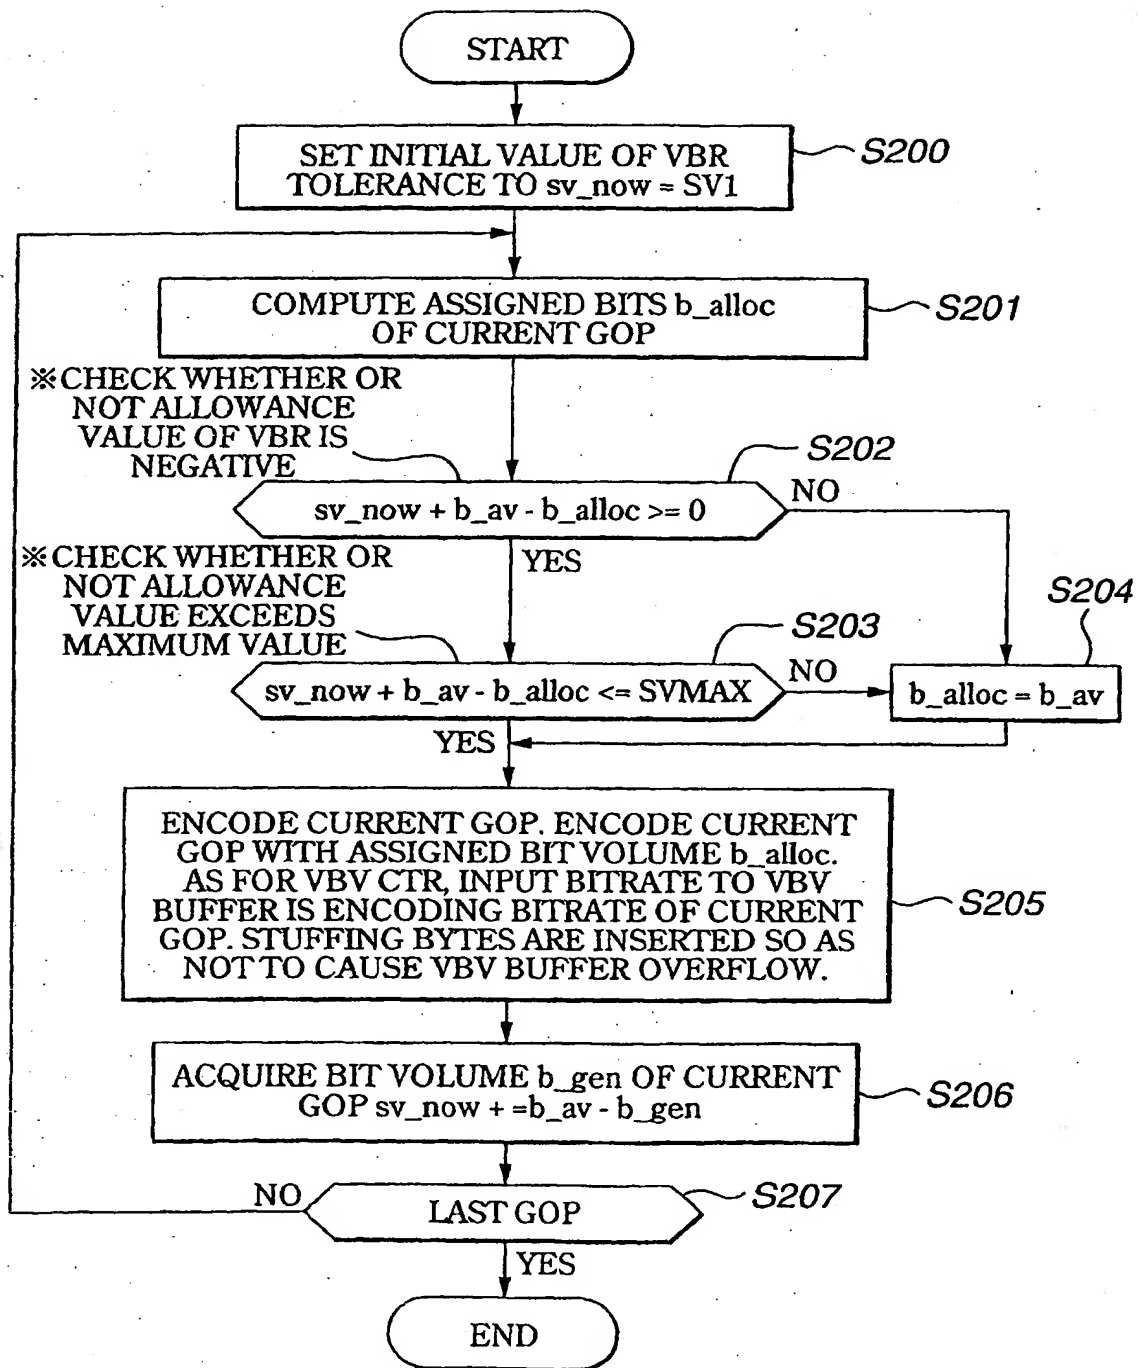 START
SET INITIAL VALUE OF VBR
TOLERANCE TO sv_now = SV1
S200
COMPUTE ASSIGNED BITS b_alloc
OF CURRENT GOP
S201
※CHECK WHETHER OR
NOT ALLOWANCE
VALUE OF VBR IS
NEGATIVE
S202
sv_now + b_av - b_alloc >= 0
NO
YES
※CHECK WHETHER OR
NOT ALLOWANCE
VALUE EXCEEDS
MAXIMUM VALUE
S203
sv_now + b_av - b_alloc <= SVMAX
NO
S204
b_alloc = b_av
YES
ENCODE CURRENT GOP. ENCODE CURRENT
GOP WITH ASSIGNED BIT VOLUME b_alloc.
AS FOR VBV CTR, INPUT BITRATE TO VBV
BUFFER IS ENCODING BITRATE OF CURRENT
GOP. STUFFING BYTES ARE INSERTED SO AS
NOT TO CAUSE VBV BUFFER OVERFLOW.
S205
ACQUIRE BIT VOLUME b_gen OF CURRENT
GOP sv_now + =b_av - b_gen
S206
NO
LAST GOP
S207
YES
END